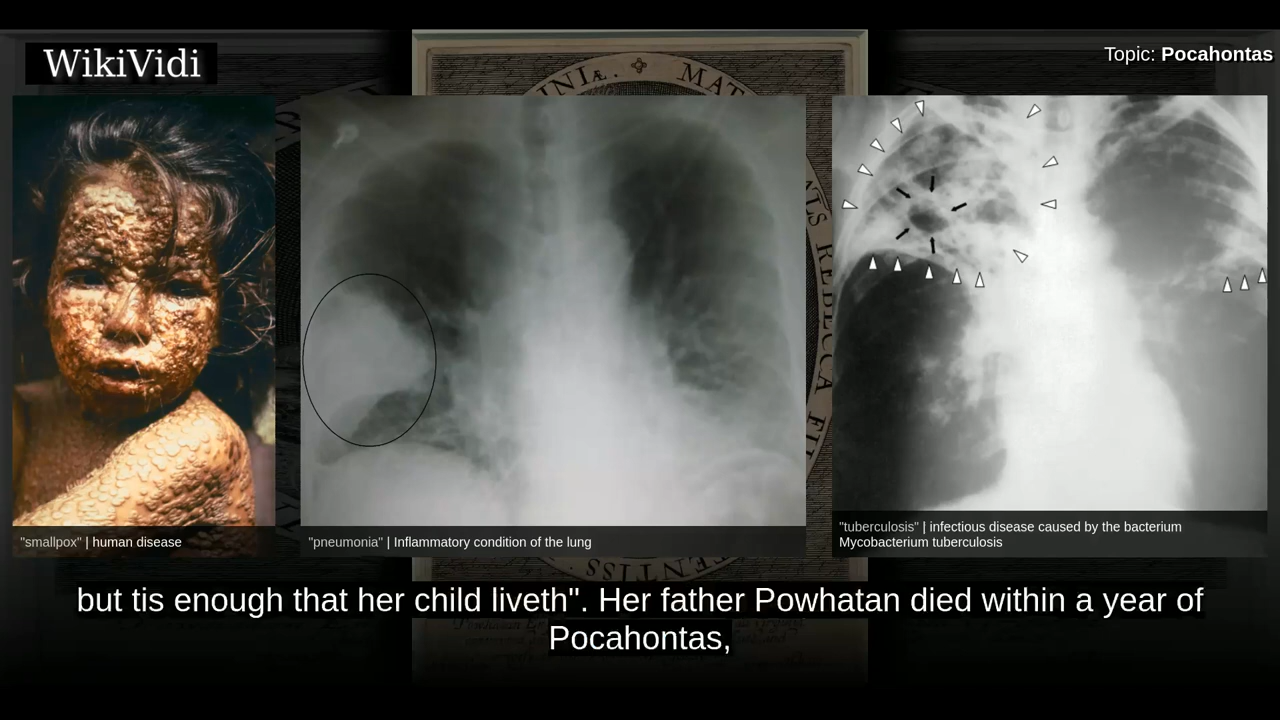 WikiVidi
Topic: Pocahontas
"smallpox" | human disease
"pneumonia" | Inflammatory condition of the lung
"tuberculosis" | infectious disease caused by the bacterium
Mycobacterium tuberculosis
but tis enough that her child liveth". Her father Powhatan died within a year of
Pocahontas,